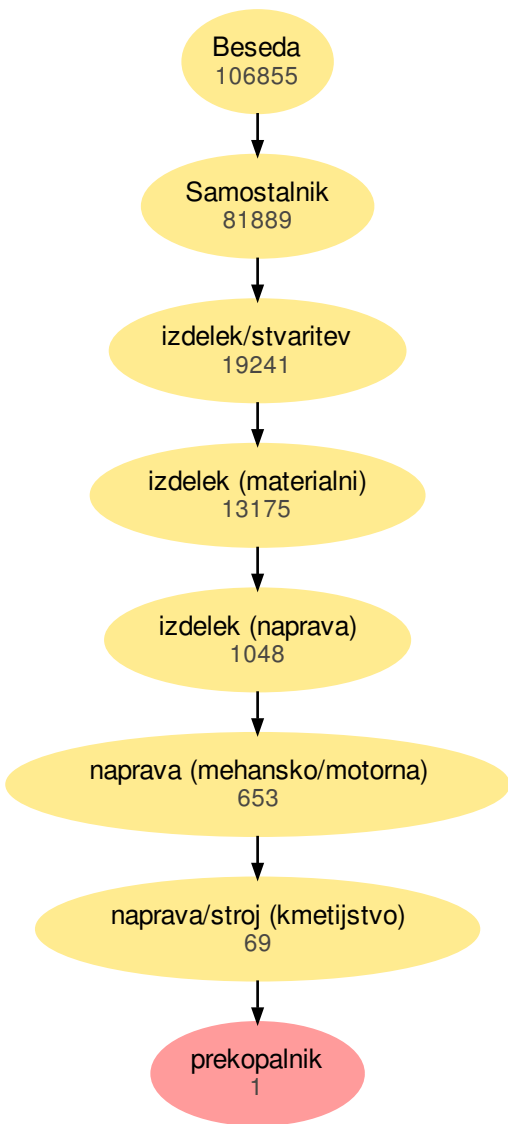 Beseda
106855
Samostalnik
81889
izdelek/stvaritev
19241
izdelek (materialni)
13175
izdelek (naprava)
1048
naprava (mehansko/motorna)
653
naprava/stroj (kmetijstvo)
69
prekopalnik
1